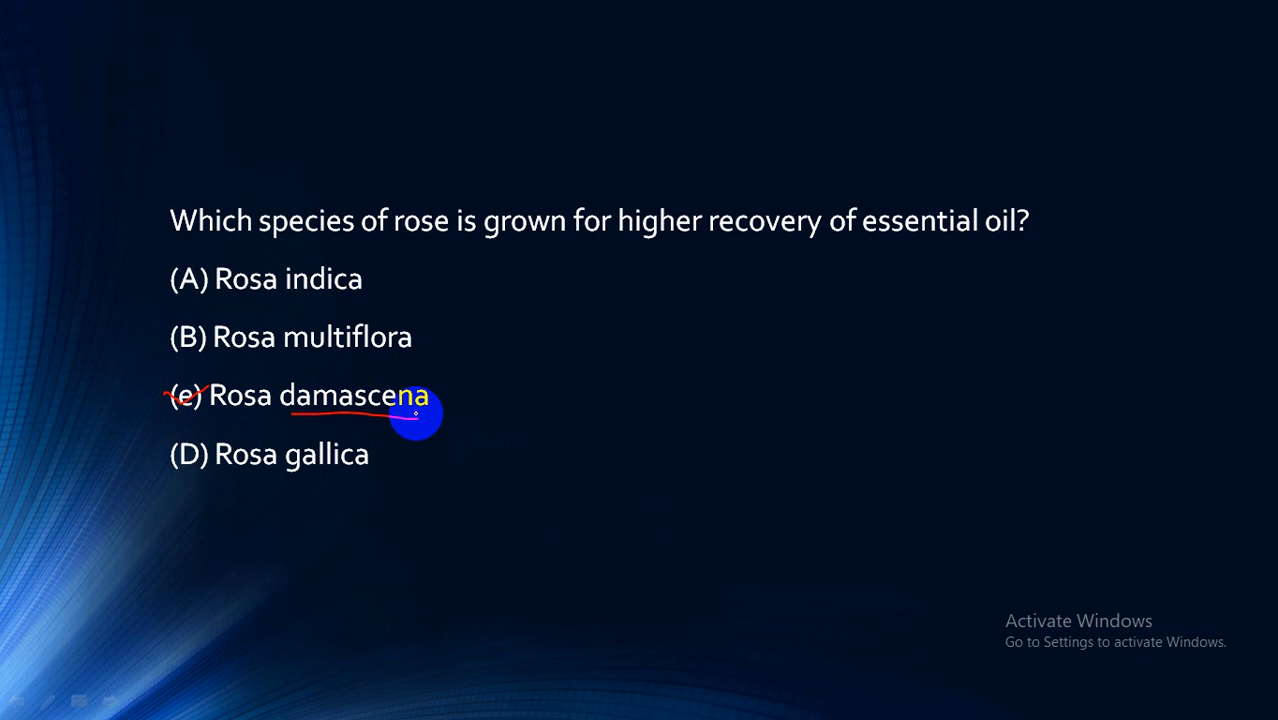 Which species of rose is grown for higher recovery of essential oil?
(A) Rosa indica
(B) Rosa multiflora
(e) Rosa damascena
(D) Rosa gallica
Activate Windows
Go to Settings to activate Windows.